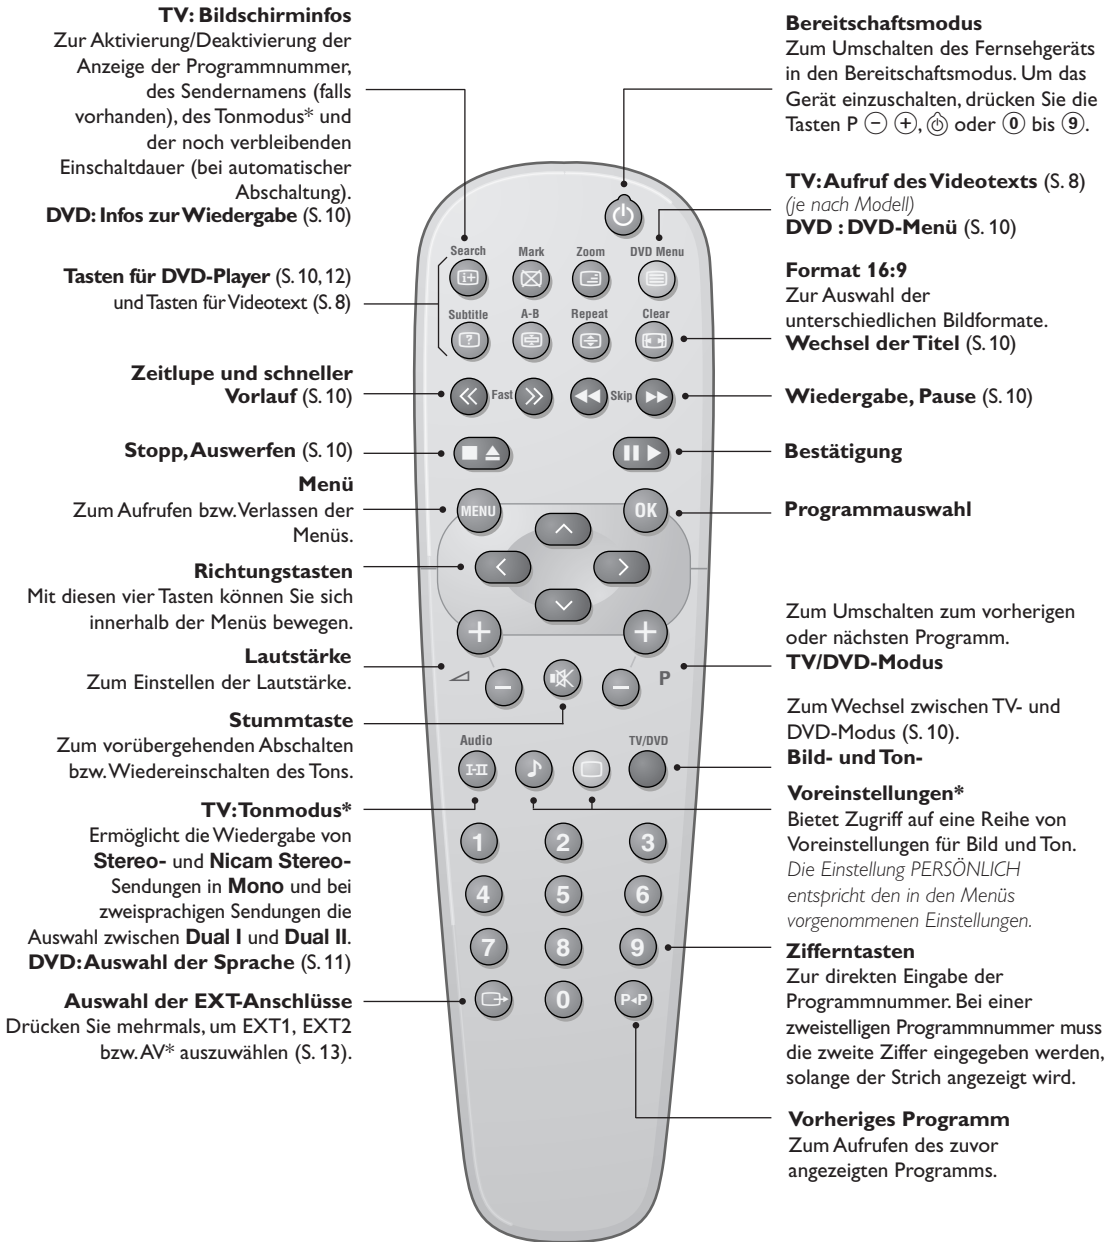 TV: Bildschirminfos
Zur Aktivierung/Deaktivierung der
Anzeige der Programmnummer,
des Sendernamens (falls
vorhanden), des Tonmodus* und
der noch verbleibenden
Einschaltdauer (bei automatischer
Abschaltung).
DVD: Infos zur Wiedergabe (S. 10)
Tasten für DVD-Player (S. 10, 12)
und Tasten für Videotext (S. 8)
Zeitlupe und schneller
Vorlauf (S. 10)
Stopp, Auswerfen (S. 10)
Menü
Zum Aufrufen bzw. Verlassen der
Menüs.
Richtungstasten
Mit diesen vier Tasten können Sie sich
innerhalb der Menüs bewegen.
Lautstärke
Zum Einstellen der Lautstärke.
Stummtaste
Zum vorübergehenden Abschalten
bzw. Wiedereinschalten des Tons.
TV: Tonmodus*
Ermöglicht die Wiedergabe von
Stereo- und Nicam Stereo-
Sendungen in Mono und bei
zweisprachigen Sendungen die
Auswahl zwischen Dual I und Dual II.
DVD: Auswahl der Sprache (S. 11)
Auswahl der EXT-Anschlüsse
Drücken Sie mehrmals, um EXT1, EXT2
bzw. AV* auszuwählen (S. 13).
Search Mark Zoom DVD Menu
i+
Subtitle A-B Repeat Clear
?
Fast Skip
MENU OK
P
Audio TV/DVD
I-II
1 2 3
4 5 6
7 8 9
0 P◂P
Bereitschaftsmodus
Zum Umschalten des Fernsehgeräts
in den Bereitschaftsmodus. Um das
Gerät einzuschalten, drücken Sie die
Tasten P ⊖ ⊕, ⏻ oder ⓪ bis ⑨.
TV: Aufruf des Videotexts (S. 8)
(je nach Modell)
DVD : DVD-Menü (S. 10)
Format 16:9
Zur Auswahl der
unterschiedlichen Bildformate.
Wechsel der Titel (S. 10)
Wiedergabe, Pause (S. 10)
Bestätigung
Programmauswahl
Zum Umschalten zum vorherigen
oder nächsten Programm.
TV/DVD-Modus
Zum Wechsel zwischen TV- und
DVD-Modus (S. 10).
Bild- und Ton-
Voreinstellungen*
Bietet Zugriff auf eine Reihe von
Voreinstellungen für Bild und Ton.
Die Einstellung PERSÖNLICH
entspricht den in den Menüs
vorgenommenen Einstellungen.
Zifferntasten
Zur direkten Eingabe der
Programmnummer. Bei einer
zweistelligen Programmnummer muss
die zweite Ziffer eingegeben werden,
solange der Strich angezeigt wird.
Vorheriges Programm
Zum Aufrufen des zuvor
angezeigten Programms.